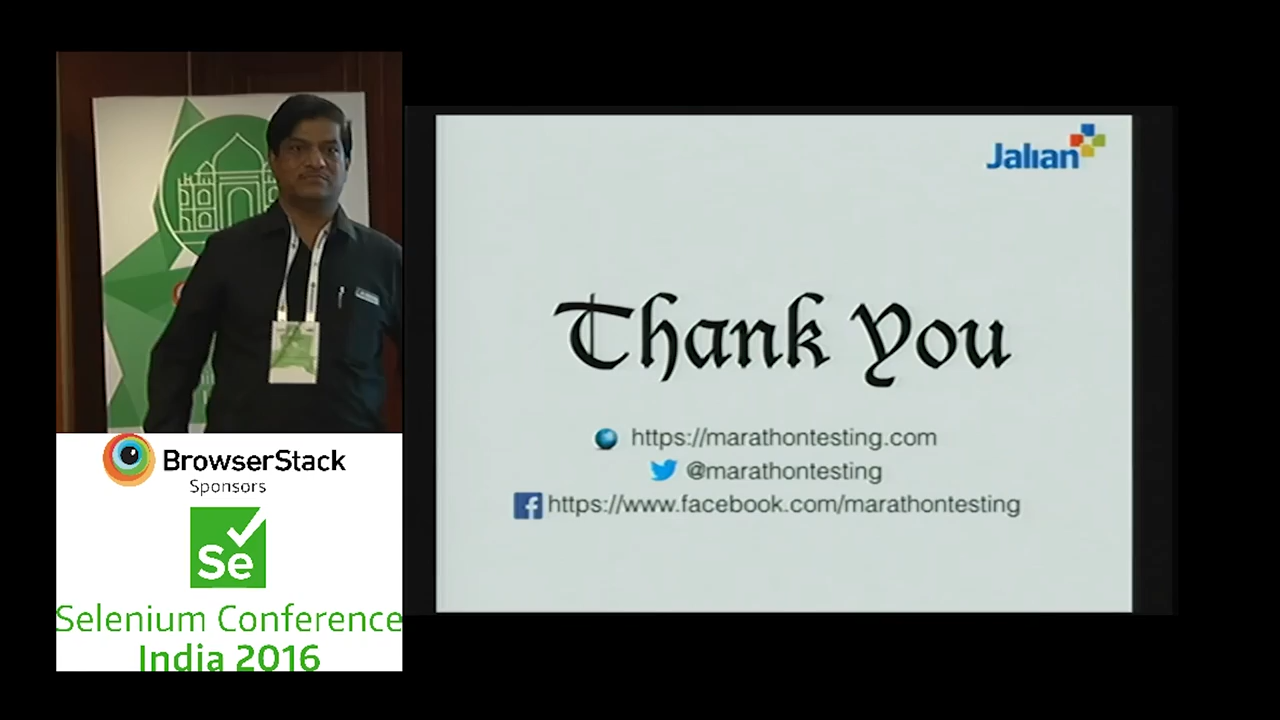 BrowserStack
Sponsors
Se
Selenium Conference
India 2016
Jalian
Thank You
https://marathontesting.com
@marathontesting
https://www.facebook.com/marathontesting